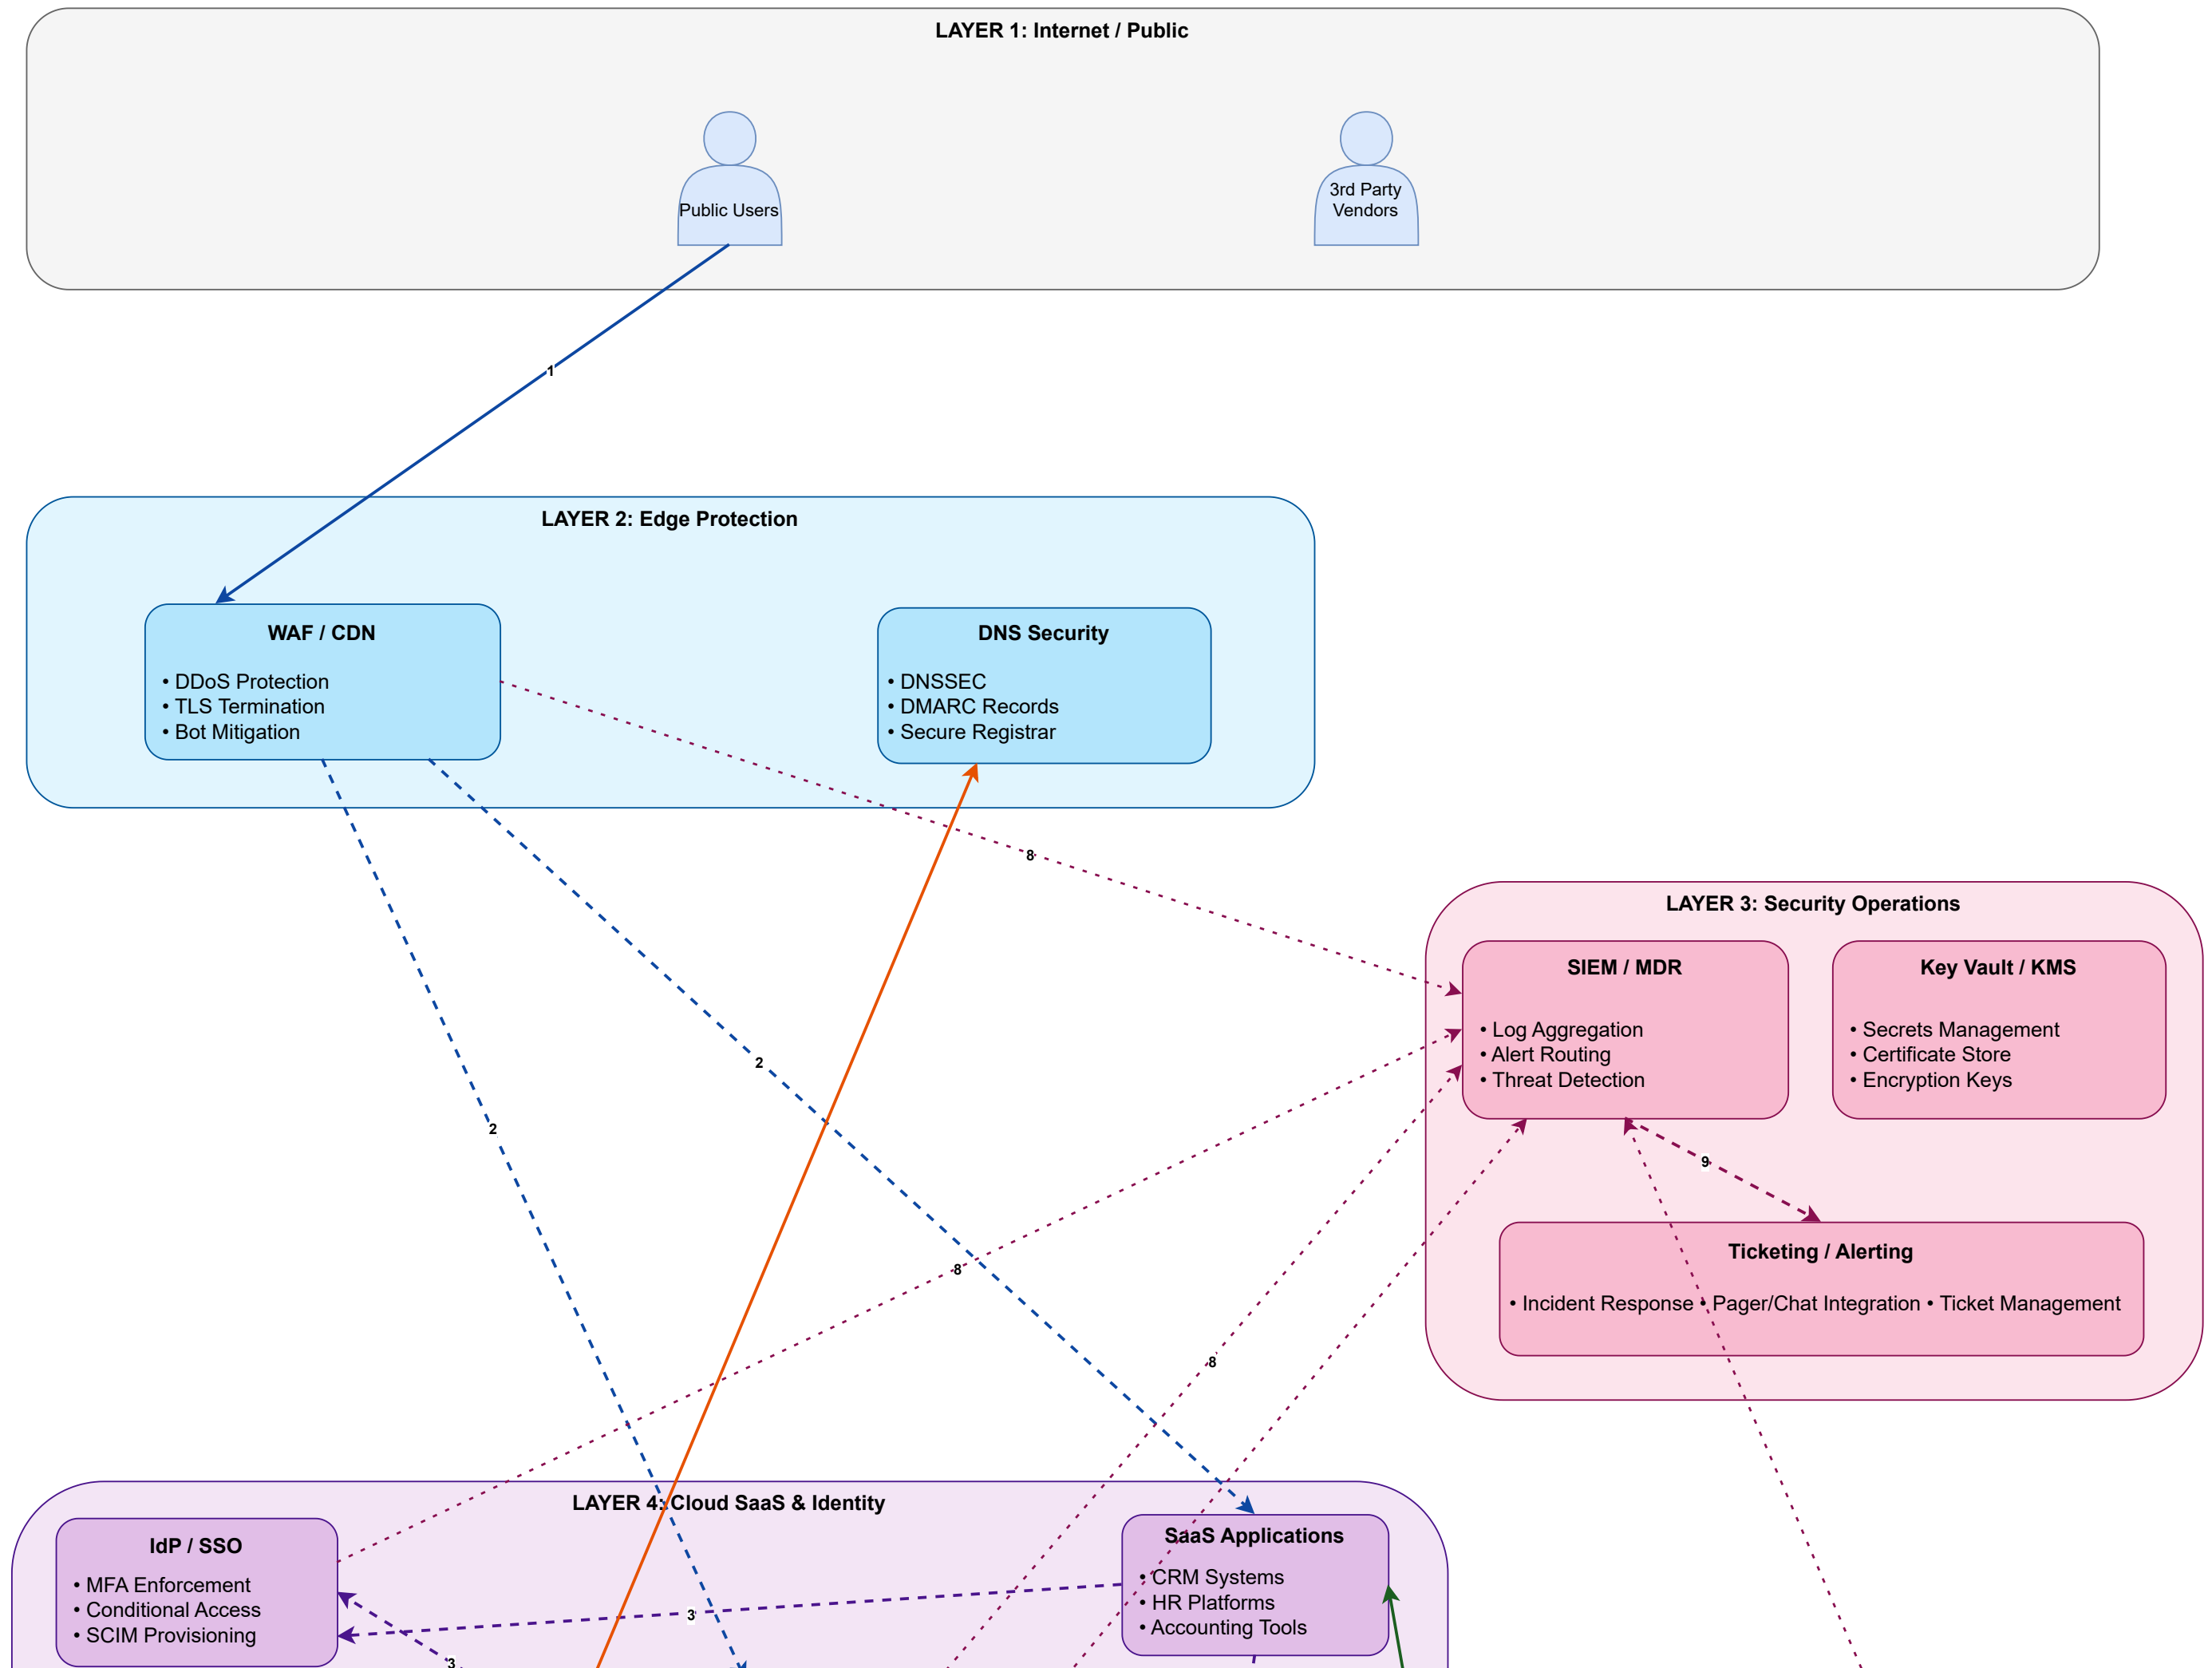 LAYER 1: Internet / Public
Public Users
3rd Party
Vendors
1
LAYER 2: Edge Protection
WAF / CDN
• DDoS Protection
• TLS Termination
• Bot Mitigation
DNS Security
• DNSSEC
• DMARC Records
• Secure Registrar
8
2
2
LAYER 3: Security Operations
SIEM / MDR
• Log Aggregation
• Alert Routing
• Threat Detection
Key Vault / KMS
• Secrets Management
• Certificate Store
• Encryption Keys
9
Ticketing / Alerting
• Incident Response • Pager/Chat Integration • Ticket Management
8
8
LAYER 4: Cloud SaaS & Identity
IdP / SSO
• MFA Enforcement
• Conditional Access
• SCIM Provisioning
3
SaaS Applications
• CRM Systems
• HR Platforms
• Accounting Tools
3